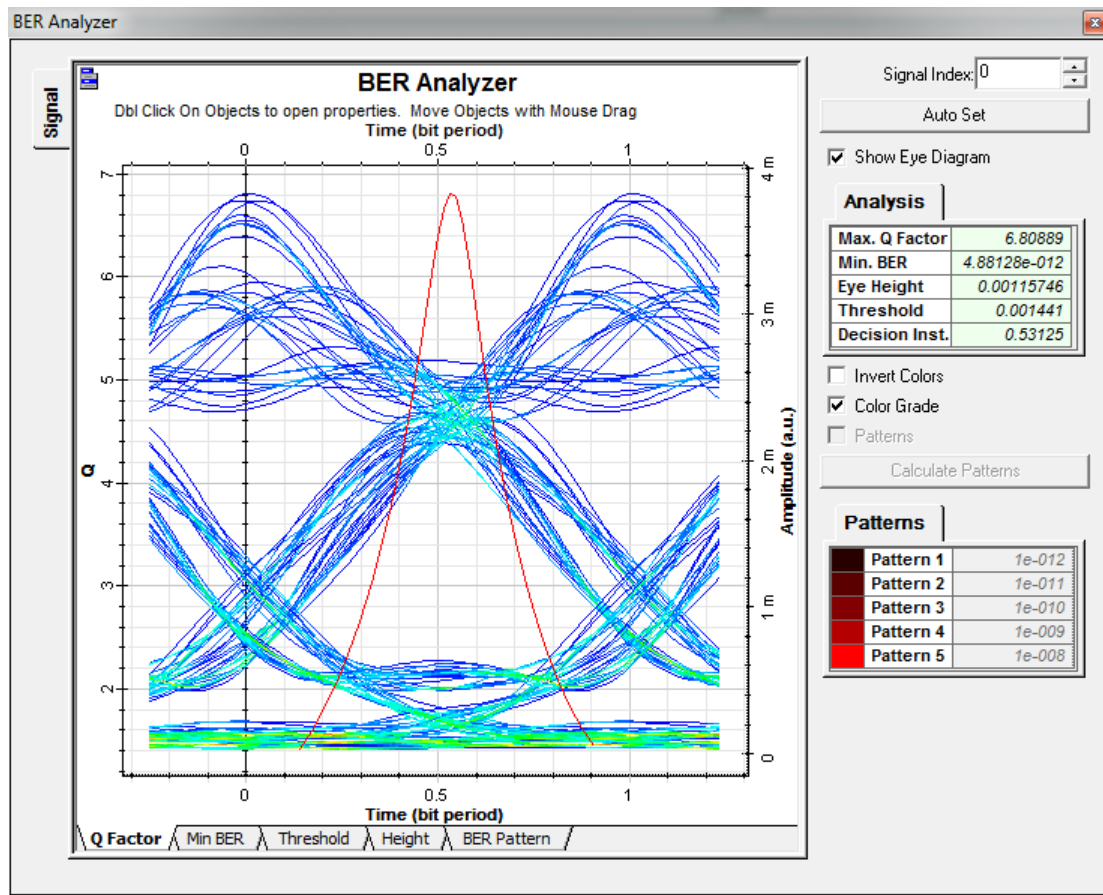 BER Analyzer
x
Signal
BER Analyzer
Dbl Click On Objects to open properties. Move Objects with Mouse Drag
Time (bit period)
0 0.5 1
7
6
5
4
3
2
Q
4 m
3 m
2 m
1 m
0
Amplitude (a.u.)
0 0.5 1
Time (bit period)
Q Factor Min BER Threshold Height BER Pattern
Signal Index: 0
Auto Set
Show Eye Diagram
Analysis
Max. Q Factor 6.80889
Min. BER 4.88128e-012
Eye Height 0.00115746
Threshold 0.001441
Decision Inst. 0.53125
Invert Colors
Color Grade
Patterns
Calculate Patterns
Patterns
Pattern 1 1e-012
Pattern 2 1e-011
Pattern 3 1e-010
Pattern 4 1e-009
Pattern 5 1e-008